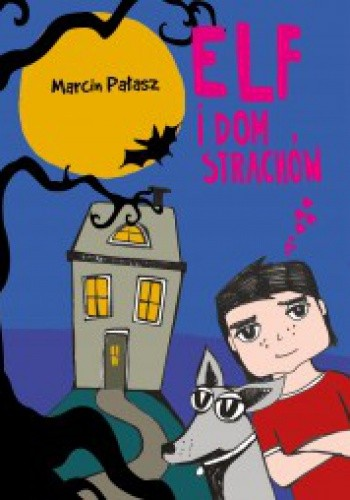 Marcin Pałasz
ELF
I DOM
STRACHÓW